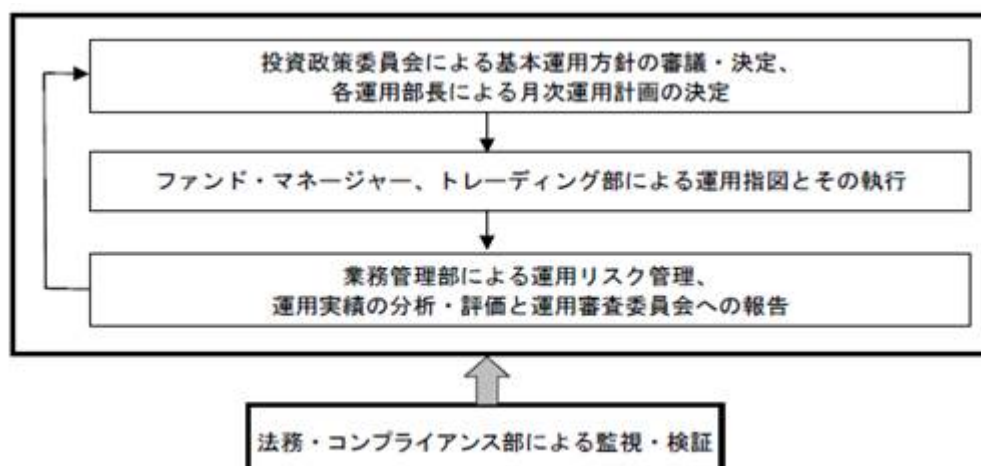 投資政策委員会による基本運用方針の審議・決定、
各運用部長による月次運用計画の決定
ファンド・マネージャー、トレーディング部による運用指図とその執行
業務管理部による運用リスク管理、
運用実績の分析・評価と運用審査委員会への報告
法務・コンプライアンス部による監視・検証